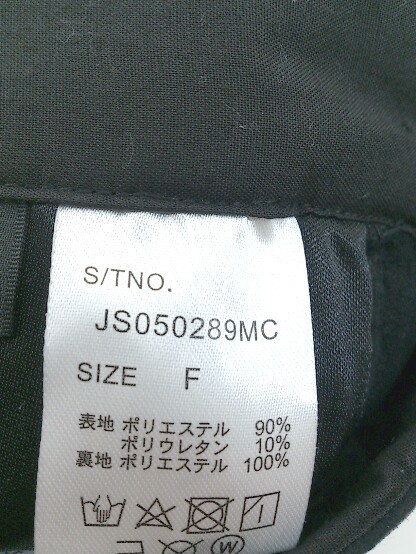 S/TNO.
JS050289MC
SIZE F
表地 ポリエステル 90%
ポリウレタン 10%
裏地 ポリエステル 100%
W